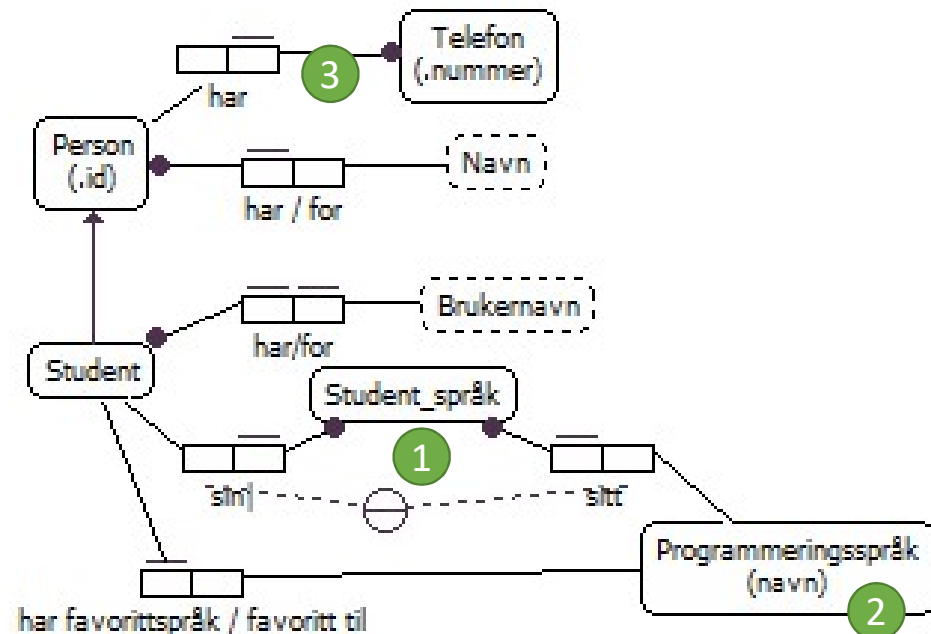 Telefon
(.nummer)
3
har
Person
(.id)
Navn
har / for
Brukernavn
har/for
Student
Student_språk
1
sin
sitt
Programmeringsspråk
(navn)
2
har favorittspråk / favoritt til